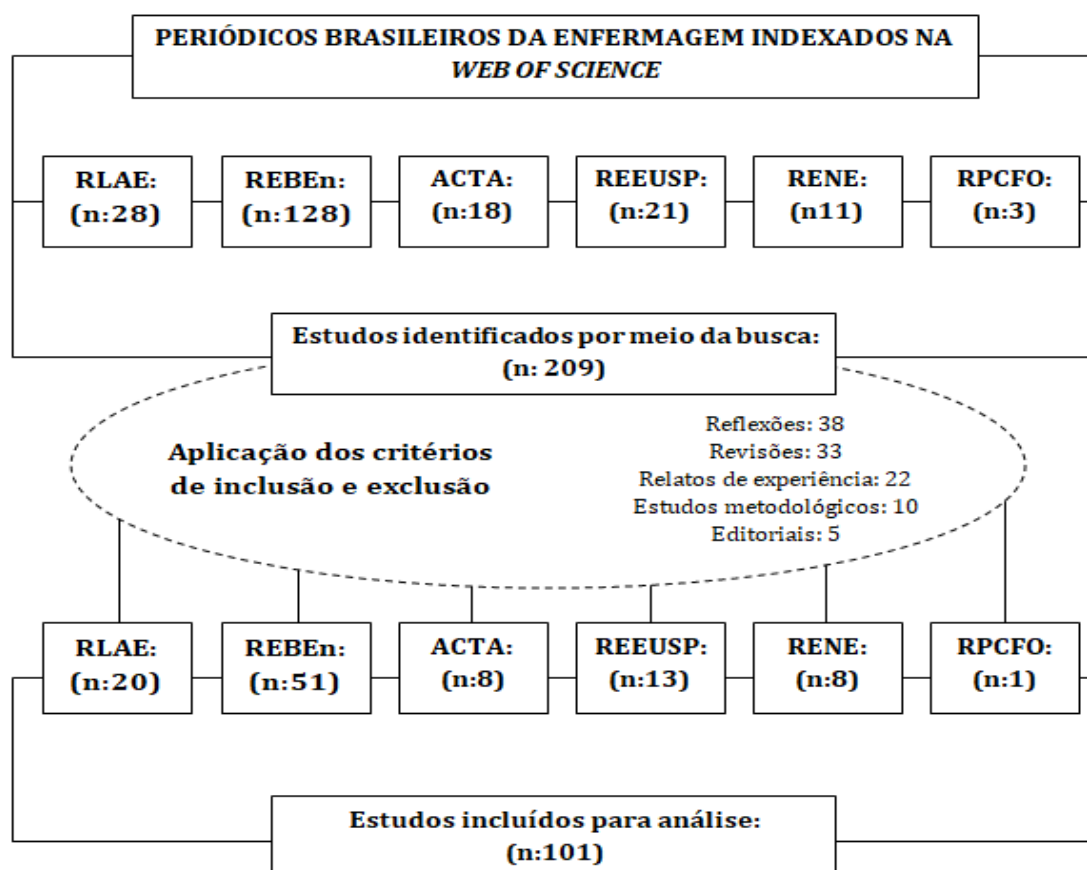 PERIÓDICOS BRASILEIROS DA ENFERMAGEM INDEXADOS NA
WEB OF SCIENCE
RLAE:
(n:28)
REBEn:
(n:128)
ACTA:
(n:18)
REEUSP:
(n:21)
RENE:
(n11)
RPCFO:
(n:3)
Estudos identificados por meio da busca:
(n: 209)
Aplicação dos critérios
de inclusão e exclusão
Reflexões: 38
Revisões: 33
Relatos de experiência: 22
Estudos metodológicos: 10
Editoriais: 5
RLAE:
(n:20)
REBEn:
(n:51)
ACTA:
(n:8)
REEUSP:
(n:13)
RENE:
(n:8)
RPCFO:
(n:1)
Estudos incluídos para análise:
(n:101)